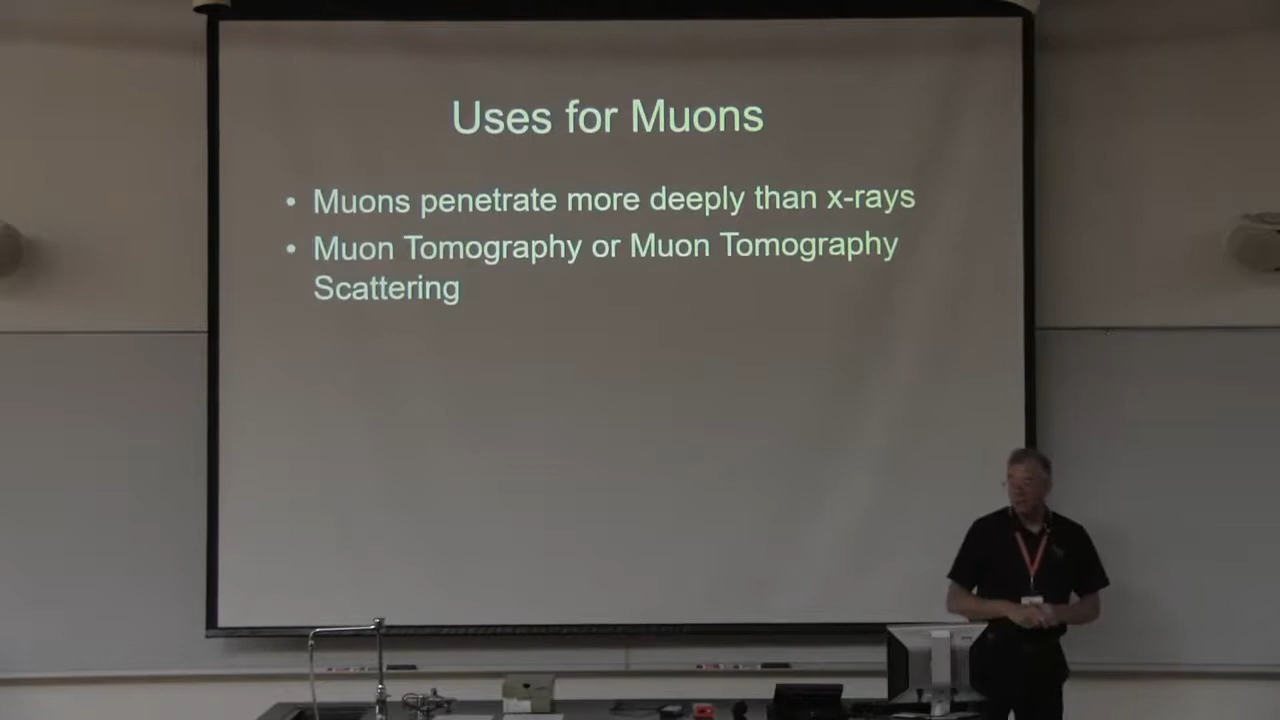 Uses for Muons
• Muons penetrate more deeply than x-rays
• Muon Tomography or Muon Tomography
Scattering